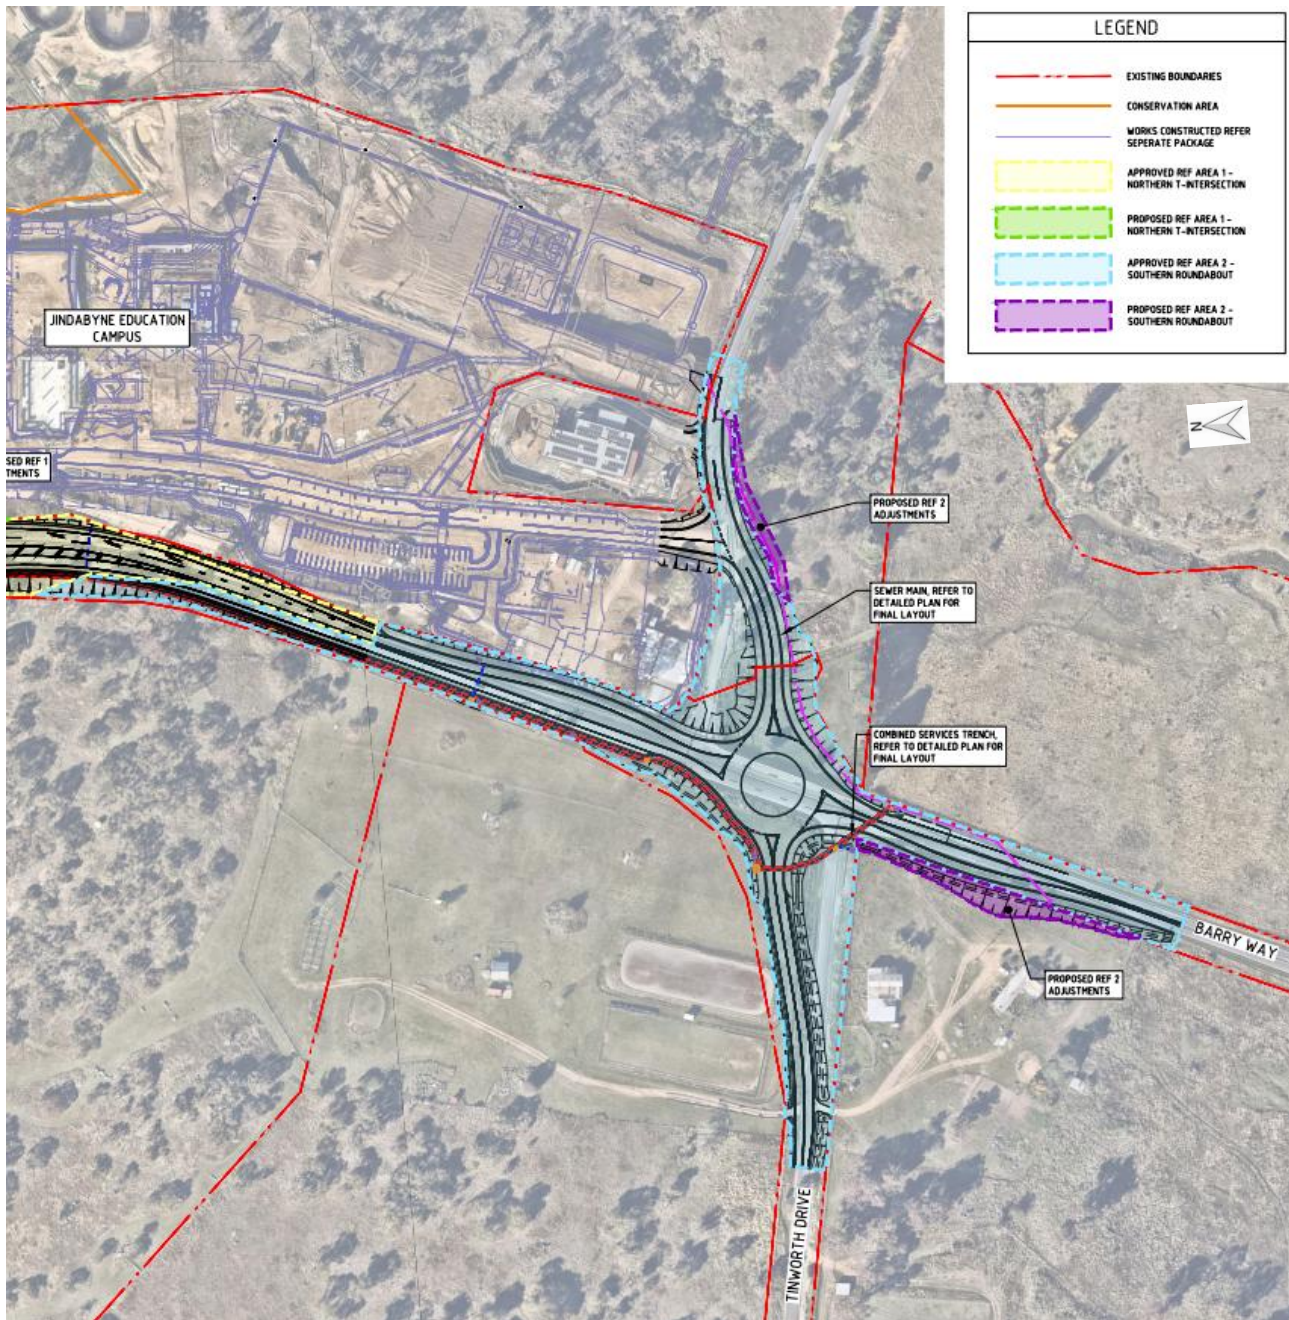 LEGEND
EXISTING BOUNDARIES
CONSERVATION AREA
WORKS CONSTRUCTED REFER
SEPERATE PACKAGE
APPROVED REF AREA 1 -
NORTHERN T-INTERSECTION
PROPOSED REF AREA 1 -
NORTHERN T-INTERSECTION
APPROVED REF AREA 2 -
SOUTHERN ROUNDABOUT
PROPOSED REF AREA 2 -
SOUTHERN ROUNDABOUT
JINDABYNE EDUCATION
CAMPUS
N
SED REF 1
TMENTS
PROPOSED REF 2
ADJUSTMENTS
SEWER MAIN, REFER TO
DETAILED PLAN FOR
FINAL LAYOUT
COMBINED SERVICES TRENCH,
REFER TO DETAILED PLAN FOR
FINAL LAYOUT
BARRY WAY
PROPOSED REF 2
ADJUSTMENTS
TINWORTH DRIVE